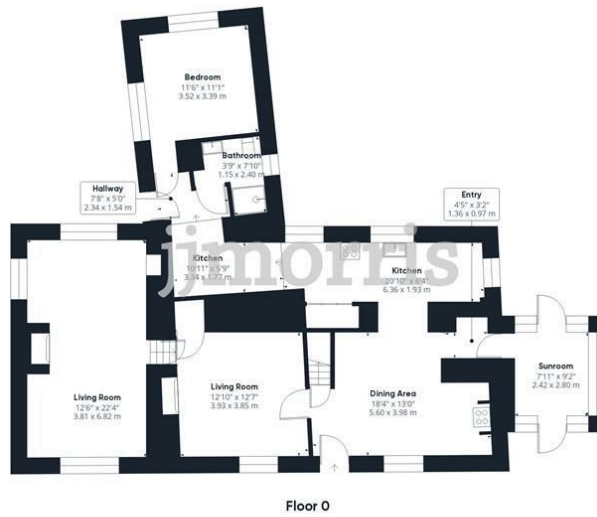 Bedroom
11'6" x 11'1"
3.52 x 3.39 m
Bathroom
3'9" x 7'10"
1.15 x 2.40 m
Hallway
7'8" x 5'0"
2.34 x 1.54 m
Entry
4'5" x 3'2"
1.36 x 0.97 m
jjmorris
Kitchen
10'11" x 5'9"
3.34 x 1.77 m
Kitchen
20'10" x 6'4"
6.36 x 1.93 m
Sunroom
7'11" x 9'2"
2.42 x 2.80 m
Living Room
12'6" x 22'4"
3.81 x 6.82 m
Living Room
12'10" x 12'7"
3.93 x 3.85 m
Dining Area
18'4" x 13'0"
5.60 x 3.98 m
Floor 0